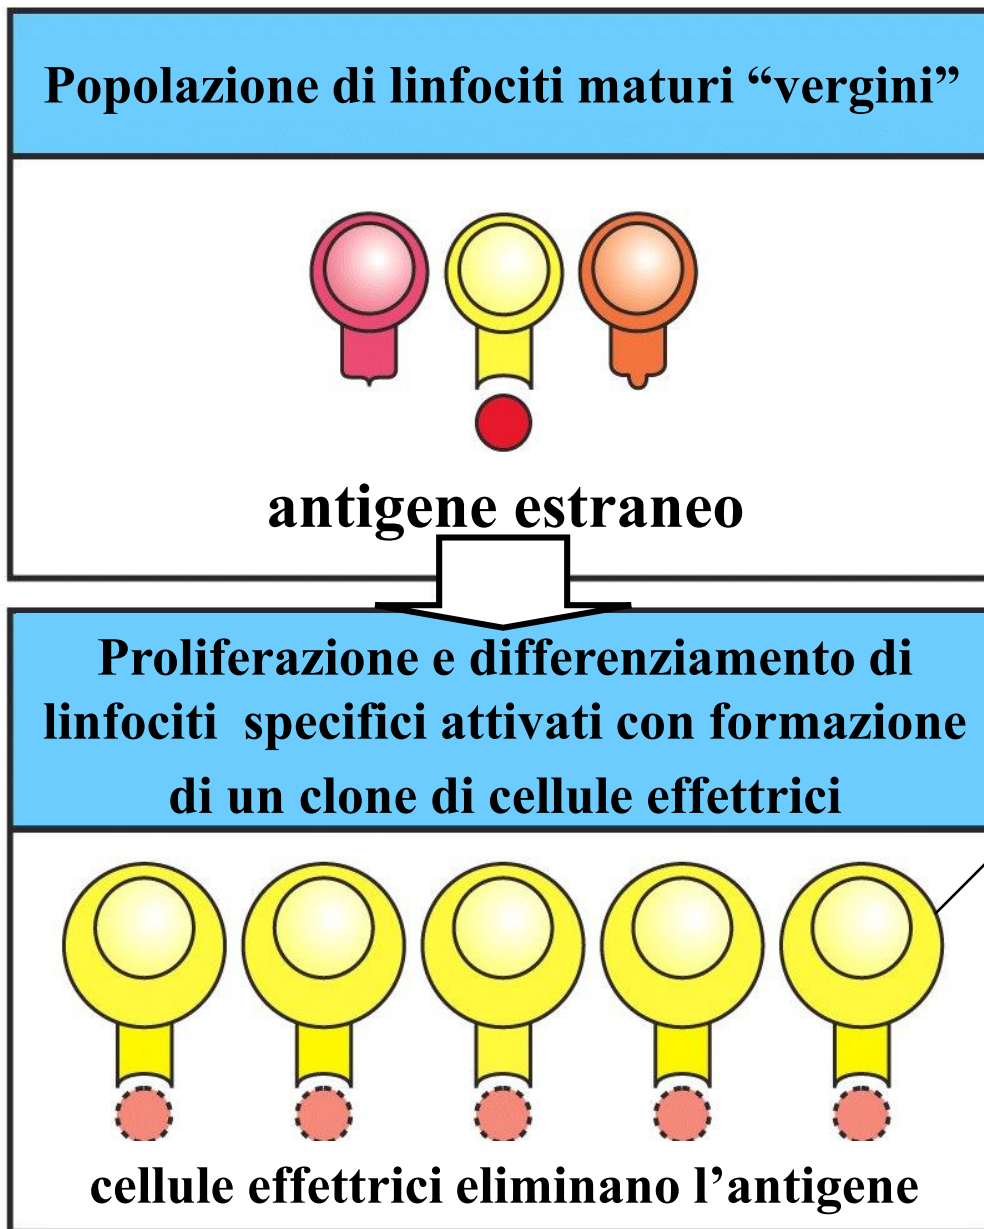 Popolazione di linfociti maturi “vergini”
antigene estraneo
Proliferazione e differenziamento di
linfociti  specifici attivati con formazione
di un clone di cellule effettrici
cellule effettrici eliminano l’antigene